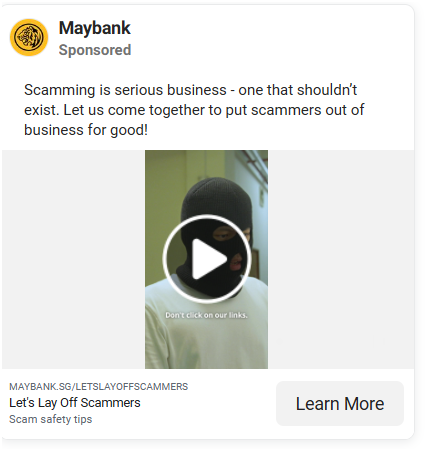 Maybank
Sponsored
Scamming is serious business - one that shouldn’t
exist. Let us come together to put scammers out of
business for good!
Don't click on our links.
MAYBANK.SG/LETSLAYOFFSCAMMERS
Let's Lay Off Scammers
Scam safety tips
Learn More